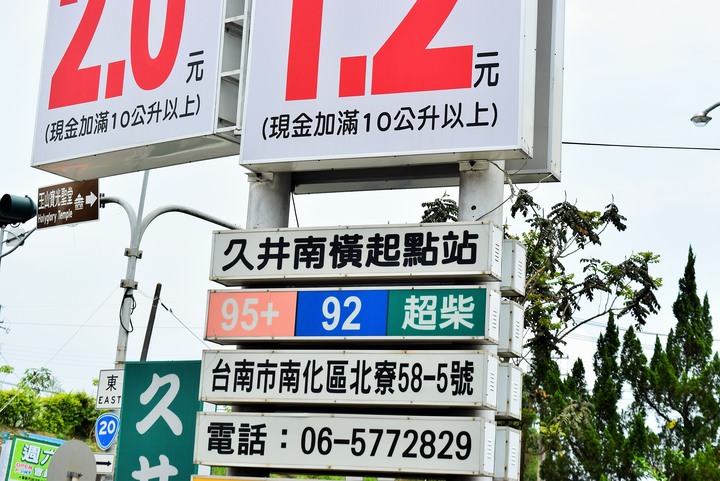 2.0元
(現金加滿10公升以上)
1.2元
(現金加滿10公升以上)
玉山寶光聖堂
Holyglory Temple
久井南橫起點站
95+ 92 超柴
台南市南化區北寮58-5號
電話：06-5772829
東
EAST
20
久井